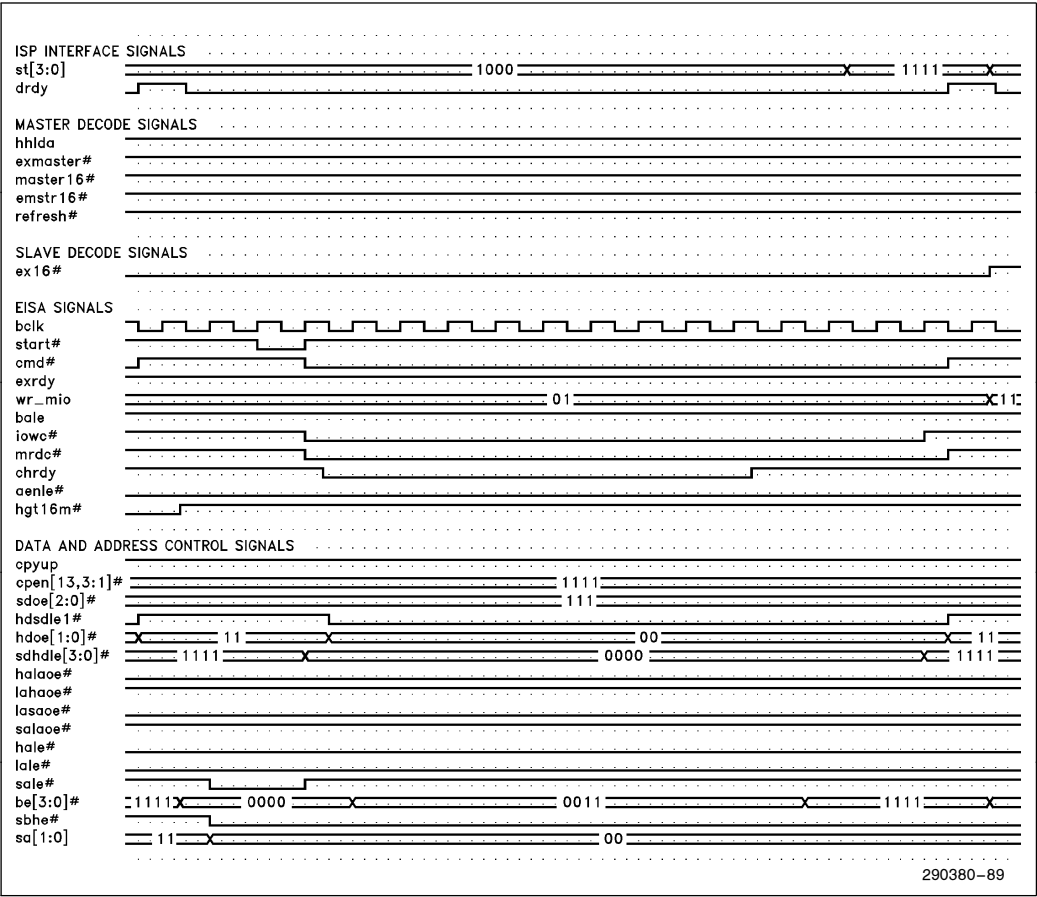 ISP INTERFACE SIGNALS
st[3:0] 1000 1111
drdy
MASTER DECODE SIGNALS
hhlda
exmaster#
master16#
emstr16#
refresh#
SLAVE DECODE SIGNALS
ex16#
EISA SIGNALS
bclk
start#
cmd#
exrdy
wr_mio 01 11
bale
iowc#
mrdc#
chrdy
aenle#
hgt16m#
DATA AND ADDRESS CONTROL SIGNALS
cpyup
cpen[13,3:1]# 1111
sdoe[2:0]# 111
hdsdle1#
hdoe[1:0]# 11 00 11
sdhdle[3:0]# 1111 0000 1111
halaoe#
lahaoe#
lasaoe#
salaoe#
hale#
lale#
sale#
be[3:0]# 1111 0000 0011 1111
sbhe#
sa[1:0] 11 00
290380-89